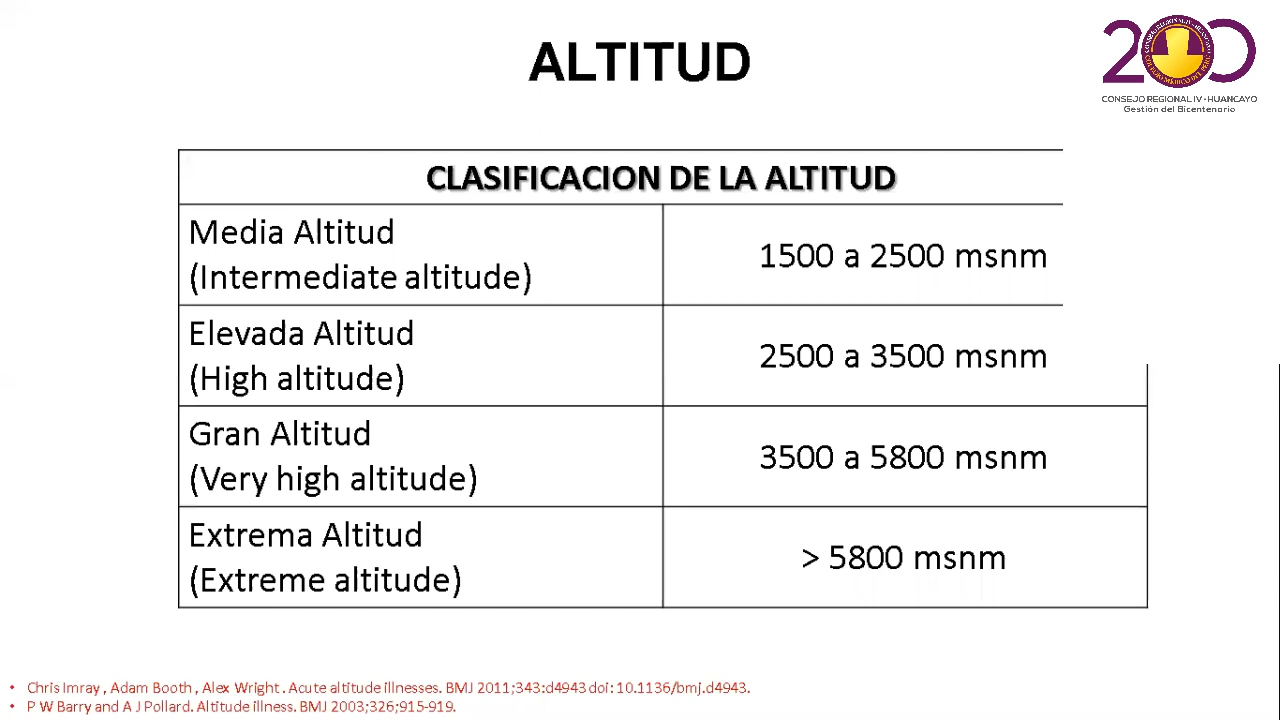 ALTITUD
200
CONSEJO REGIONAL IV - HUANCAYO
Gestión del Bicentenario
CLASIFICACION DE LA ALTITUD
Media Altitud
(Intermediate altitude)
1500 a 2500 msnm
Elevada Altitud
(High altitude)
2500 a 3500 msnm
Gran Altitud
(Very high altitude)
3500 a 5800 msnm
Extrema Altitud
(Extreme altitude)
> 5800 msnm
• Chris Imray , Adam Booth , Alex Wright . Acute altitude illnesses. BMJ 2011;343:d4943 doi: 10.1136/bmj.d4943.
• P W Barry and A J Pollard. Altitude illness. BMJ 2003;326;915-919.